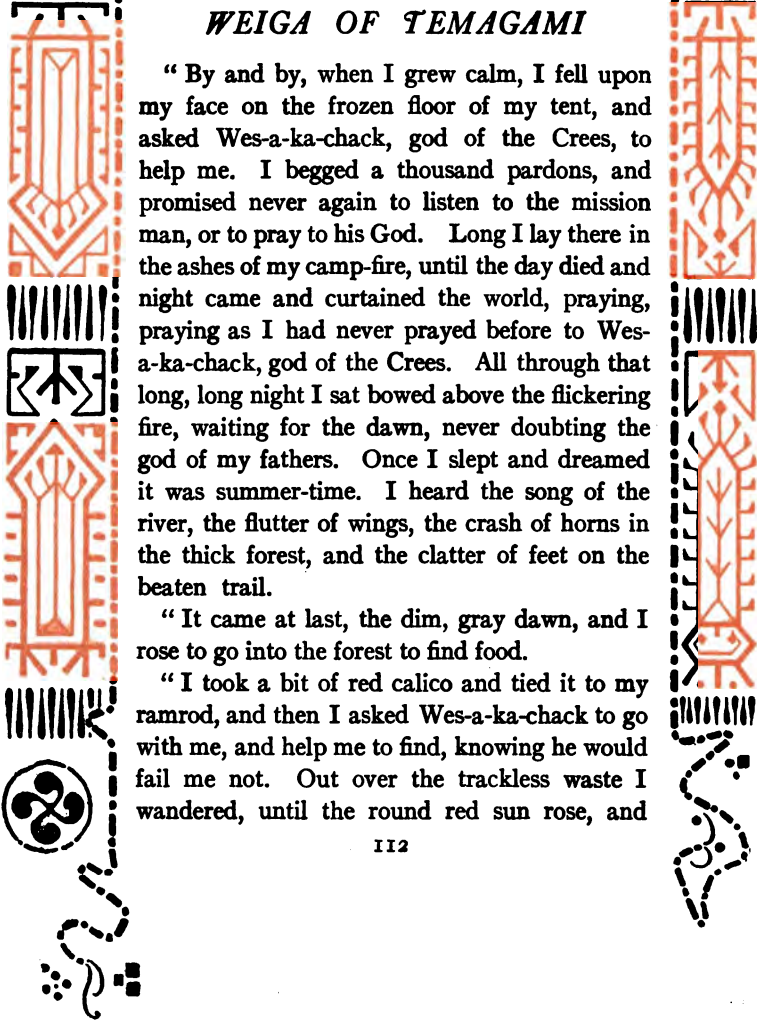 WEIGA OF TEMAGAMI
“ By and by, when I grew calm, I fell upon
my face on the frozen floor of my tent, and
asked Wes-a-ka-chack, god of the Crees, to
help me. I begged a thousand pardons, and
promised never again to listen to the mission
man, or to pray to his God. Long I lay there in
the ashes of my camp-fire, until the day died and
night came and curtained the world, praying,
praying as I had never prayed before to Wes-
a-ka-chack, god of the Crees. All through that
long, long night I sat bowed above the flickering
fire, waiting for the dawn, never doubting the
god of my fathers. Once I slept and dreamed
it was summer-time. I heard the song of the
river, the flutter of wings, the crash of horns in
the thick forest, and the clatter of feet on the
beaten trail.
“ It came at last, the dim, gray dawn, and I
rose to go into the forest to find food.
“ I took a bit of red calico and tied it to my
ramrod, and then I asked Wes-a-ka-chack to go
with me, and help me to find, knowing he would
fail me not. Out over the trackless waste I
wandered, until the round red sun rose, and
112